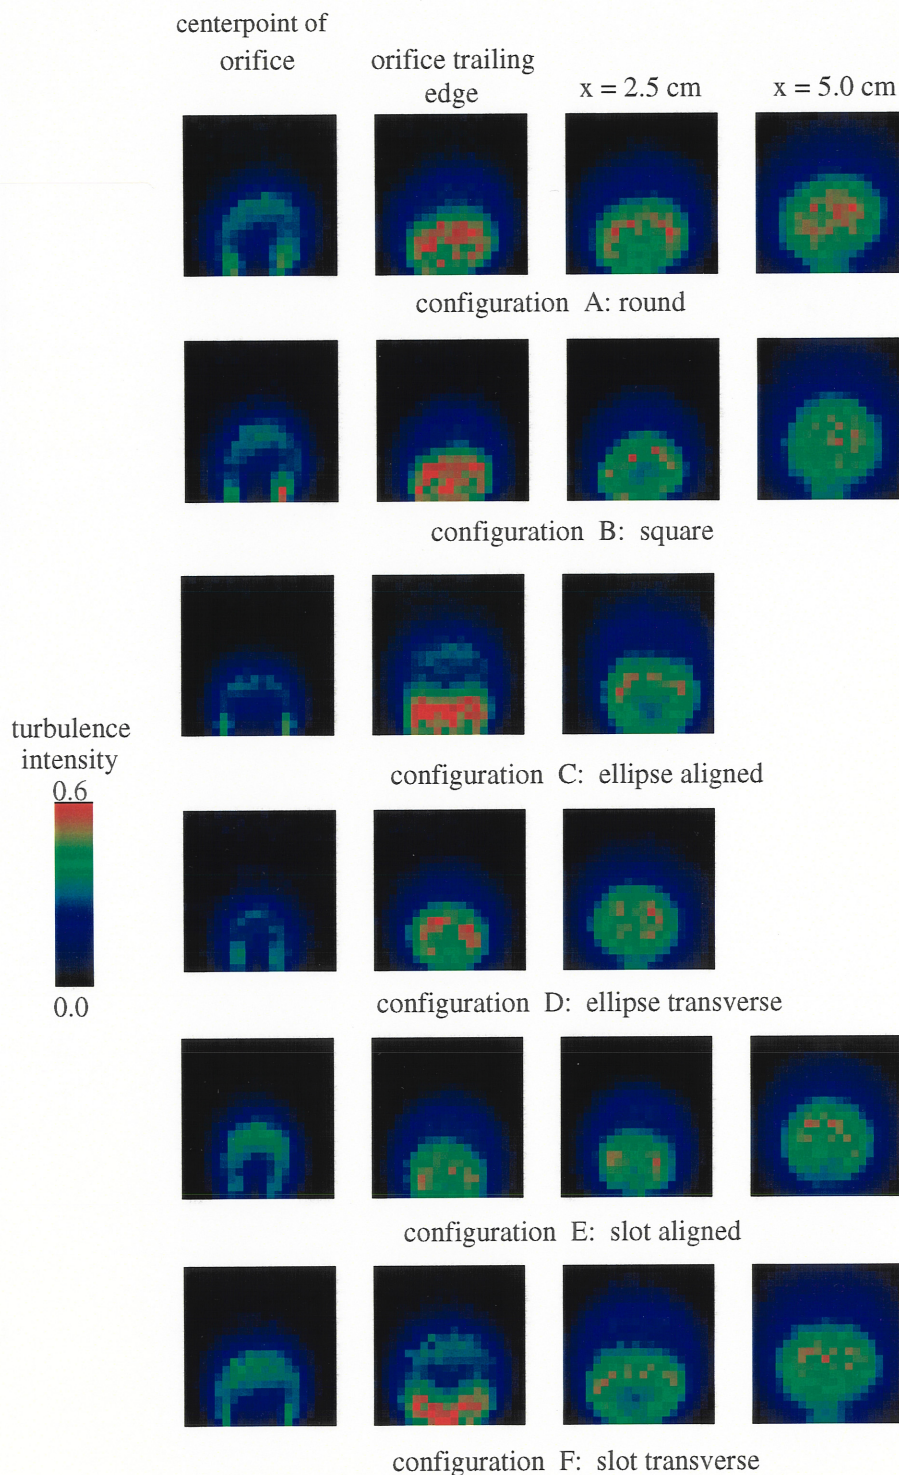 centerpoint of
orifice
orifice trailing
edge
x = 2.5 cm
x = 5.0 cm
configuration A: round
configuration B: square
configuration C: ellipse aligned
turbulence
intensity
0.6
0.0
configuration D: ellipse transverse
configuration E: slot aligned
configuration F: slot transverse